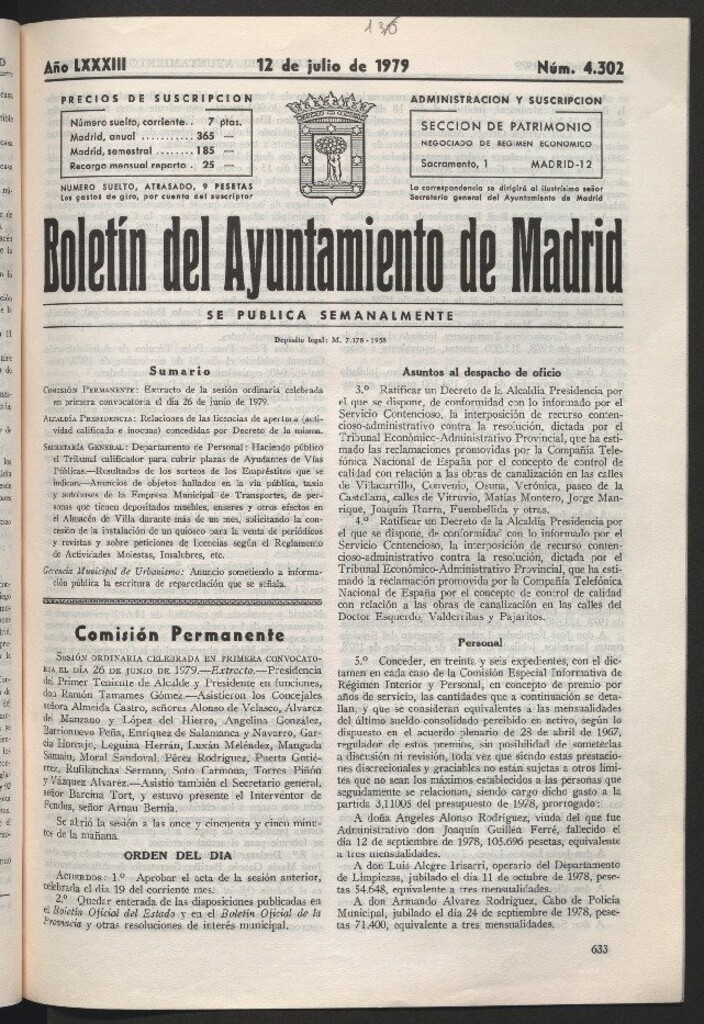 Año LXXXIII 12 de julio de 1979 Núm. 4.302
PRECIOS DE SUSCRIPCION
Número suelto, corriente.. 7 ptas.
Madrid, anual .......... 365 —
Madrid, semestral ....... 185 —
Recargo mensual reparto . 25 —
NUMERO SUELTO, ATRASADO, 9 PESETAS
Los gastos de giro, por cuenta del suscriptor
ADMINISTRACION Y SUSCRIPCION
SECCION DE PATRIMONIO
NEGOCIADO DE REGIMEN ECONOMICO
Sacramento, 1 MADRID-12
La correspondencia se dirigirá al ilustrísimo señor
Secretario general del Ayuntamiento de Madrid
Boletín del Ayuntamiento de Madrid
SE PUBLICA SEMANALMENTE
Depósito legal: M. 7.178 - 1958
Sumario
COMISIÓN PERMANENTE: Extracto de la sesión ordinaria celebrada
en primera convocatoria el día 26 de junio de 1979.
ALCALDÍA PRESIDENCIA: Relaciones de las licencias de apertura (acti-
vidad calificada e inocuas) concedidas por Decreto de la misma.
SECRETARÍA GENERAL: Departamento de Personal: Haciendo público
el Tribunal calificador para cubrir plazas de Ayudantes de Vías
Públicas.—Resultados de los sorteos de los Empréstitos que se
indican.—Anuncios de objetos hallados en la vía pública, taxis
y autobuses de la Empresa Municipal de Transportes, de per-
sonas que tienen depositados muebles, enseres y otros efectos en
el Almacén de Villa durante más de un mes, solicitando la con-
cesión de la instalación de un quiosco para la venta de periódicos
y revistas y sobre peticiones de licencias según el Reglamento
de Actividades Molestas, Insalubres, etc.
Gerencia Municipal de Urbanismo: Anuncio sometiendo a informa-
ción pública la escritura de reparcelación que se señala.
Comisión Permanente
SESIÓN ORDINARIA CELEBRADA EN PRIMERA CONVOCATO-
RIA EL DÍA 26 DE JUNIO DE 1979.—Extracto.—Presidencia
del Primer Teniente de Alcalde y Presidente en funciones,
don Ramón Tamames Gómez.—Asistieron los Concejales
señora Almeida Castro, señores Alonso de Velasco, Alvarez
del Manzano y López del Hierro, Angelina González,
Barrionuevo Peña, Enríquez de Salamanca y Navarro, Gar-
cía Horcajo, Leguina Herrán, Luxán Meléndez, Mangada
Samain, Moral Sandoval, Pérez Rodríguez, Puerta Gutié-
rrez, Rufilanchas Serrano, Soto Carmona, Torres Piñón
y Vázquez Alvarez.—Asistió también el Secretario general,
señor Barcina Tort, y estuvo presente el Interventor de
Fondos, señor Arnau Bernia.
Se abrió la sesión a las once y cincuenta y cinco minu-
tos de la mañana.
ORDEN DEL DIA
ACUERDOS: 1.º Aprobar el acta de la sesión anterior,
celebrada el día 19 del corriente mes.
2.º Quedar enterada de las disposiciones publicadas en
el Boletín Oficial del Estado y en el Boletín Oficial de la
Provincia y otras resoluciones de interés municipal.
Asuntos al despacho de oficio
3.º Ratificar un Decreto de la Alcaldía Presidencia por
el que se dispone, de conformidad con lo informado por el
Servicio Contencioso, la interposición de recurso conten-
cioso-administrativo contra la resolución, dictada por el
Tribunal Económico-Administrativo Provincial, que ha esti-
mado las reclamaciones promovidas por la Compañía Tele-
fónica Nacional de España por el concepto de control de
calidad con relación a las obras de canalización en las calles
de Villacarrillo, Convenio, Osuna, Verónica, paseo de la
Castellana, calles de Vitruvio, Matías Montero, Jorge Man-
rique, Joaquín Ibarra, Fuenbellida y otras.
4.º Ratificar un Decreto de la Alcaldía Presidencia por
el que se dispone, de conformidad con lo informado por el
Servicio Contencioso, la interposición de recurso conten-
cioso-administrativo contra la resolución, dictada por el
Tribunal Económico-Administrativo Provincial, que ha esti-
mado la reclamación promovida por la Compañía Telefónica
Nacional de España por el concepto de control de calidad
con relación a las obras de canalización en las calles del
Doctor Esquerdo, Valderribas y Pajaritos.
Personal
5.º Conceder, en treinta y seis expedientes, con el dic-
tamen en cada caso de la Comisión Especial Informativa de
Régimen Interior y Personal, en concepto de premio por
años de servicio, las cantidades que a continuación se deta-
llan, y que se consideran equivalentes a las mensualidades
del último sueldo consolidado percibido en activo, según lo
dispuesto en el acuerdo plenario de 28 de abril de 1967,
regulador de estos premios, sin posibilidad de someterlas
a discusión ni revisión, toda vez que siendo estas prestacio-
nes discrecionales y graciables no están sujetas a otros lími-
tes que no sean los máximos establecidos a las personas que
seguidamente se relacionan, siendo cargo dicho gasto a la
partida 3,11005 del presupuesto de 1978, prorrogado:
A doña Angeles Alonso Rodríguez, viuda del que fue
Administrativo don Joaquín Guillén Ferré, fallecido el
día 12 de septiembre de 1978, 105.696 pesetas, equivalente
a tres mensualidades.
A don Luis Alegre Irisarri, operario del Departamento
de Limpiezas, jubilado el día 11 de octubre de 1978, pese-
tas 54.648, equivalente a tres mensualidades.
A don Armando Alvarez Rodríguez, Cabo de Policía
Municipal, jubilado el día 24 de septiembre de 1978, pese-
tas 71.400, equivalente a tres mensualidades.
633